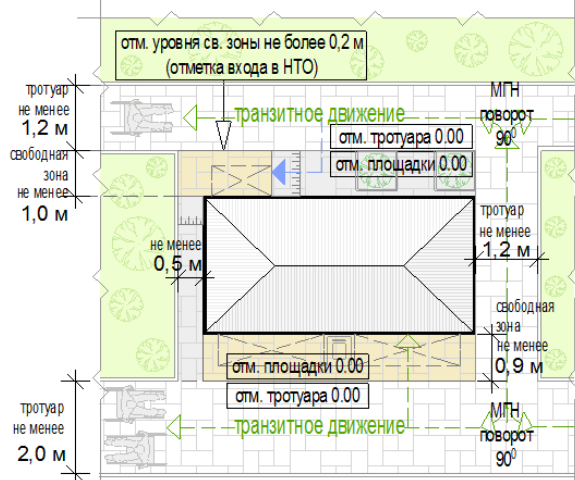 отм. уровня св. зоны не более 0,2 м
(отметка входа в НТО)
тротуар
не менее
1,2 м
транзитное движение
МГН
поворот
90⁰
отм. тротуара 0.00
отм. площадки 0.00
свободная
зона
не менее
1,0 м
не менее
0,5 м
тротуар
не менее
1,2 м
свободная
зона
не менее
0,9 м
отм. площадки 0.00
отм. тротуара 0.00
тротуар
не менее
2,0 м
транзитное движение
МГН
поворот
90⁰